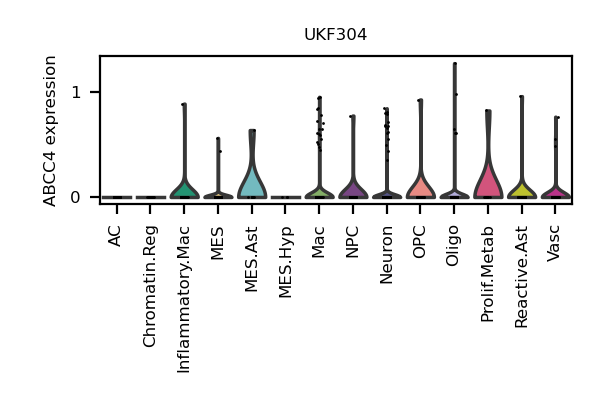 UKF304
ABCC4 expression
1
0
AC
Chromatin.Reg
Inflammatory.Mac
MES
MES.Ast
MES.Hyp
Mac
NPC
Neuron
OPC
Oligo
Prolif.Metab
Reactive.Ast
Vasc